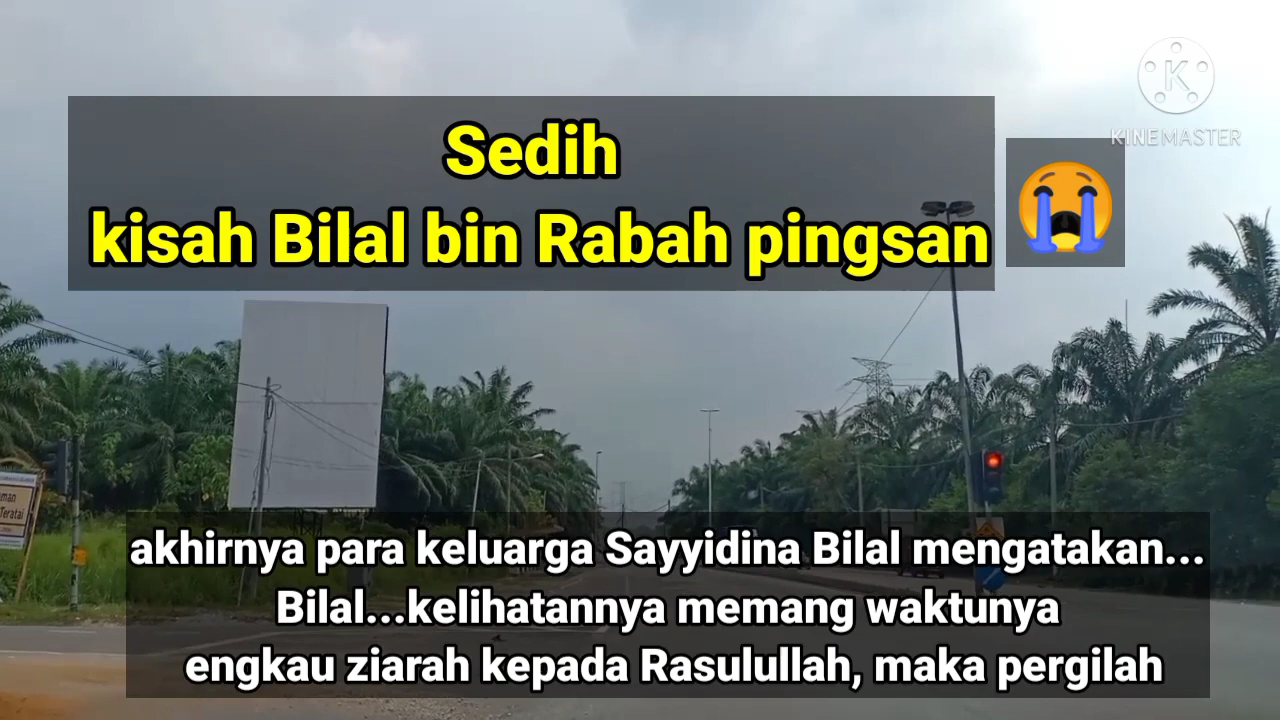 KINEMASTER
Sedih
kisah Bilal bin Rabah pingsan
Teratai
akhirnya para keluarga Sayyidina Bilal mengatakan...
Bilal...kelihatannya memang waktunya
engkau ziarah kepada Rasulullah, maka pergilah